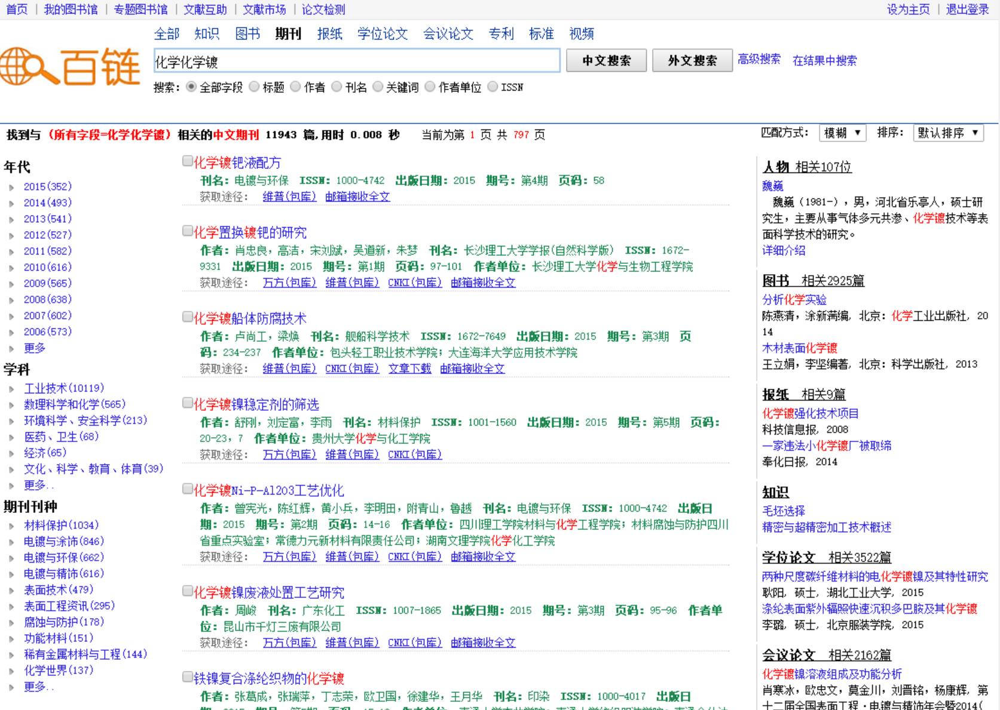 首页 | 我的图书馆 | 专题图书馆 | 文献互助 | 文献市场 | 论文检测
设为主页 | 退出登录
全部 知识 图书 期刊 报纸 学位论文 会议论文 专利 标准 视频
百链
化学化学镀
中文搜索 外文搜索 高级搜索 在结果中搜索
搜索: 全部字段 标题 作者 刊名 关键词 作者单位 ISSN
找到与 (所有字段=化学化学镀) 相关的中文期刊 11943 篇,用时 0.008 秒 当前为第 1 页 共 797 页
匹配方式: 模糊 ▼ 排序: 默认排序 ▼
年代
2015(352)
2014(493)
2013(541)
2012(527)
2011(582)
2010(616)
2009(565)
2008(638)
2007(602)
2006(573)
更多
学科
工业技术(10119)
数理科学和化学(565)
环境科学、安全科学(213)
医药、卫生(68)
经济(65)
文化、科学、教育、体育(39)
更多..
期刊刊种
材料保护(1034)
电镀与涂饰(846)
电镀与环保(662)
电镀与精饰(616)
表面技术(479)
表面工程资讯(295)
腐蚀与防护(178)
功能材料(151)
稀有金属材料与工程(144)
化学世界(137)
更多..
化学镀钯液配方
刊名: 电镀与环保 ISSN: 1000-4742 出版日期: 2015 期号: 第4期 页码: 58
获取途径: 维普(包库) 邮箱接收全文
化学置换镀钯的研究
作者: 肖忠良, 高洁, 宋刘斌, 吴道新, 朱梦 刊名: 长沙理工大学学报(自然科学版) ISSN: 1672-
9331 出版日期: 2015 期号: 第1期 页码: 97-101 作者单位: 长沙理工大学化学与生物工程学院
获取途径: 万方(包库) 维普(包库) CNKI(包库) 邮箱接收全文
化学镀船体防腐技术
作者: 卢尚工, 梁焕 刊名: 舰船科学技术 ISSN: 1672-7649 出版日期: 2015 期号: 第3期 页
码: 234-237 作者单位: 包头轻工职业技术学院; 大连海洋大学应用技术学院
获取途径: 维普(包库) CNKI(包库) 文章下载 邮箱接收全文
化学镀镍稳定剂的筛选
作者: 舒刚, 刘定富, 李雨 刊名: 材料保护 ISSN: 1001-1560 出版日期: 2015 期号: 第5期 页码:
20-23, 7 作者单位: 贵州大学化学与化工学院
获取途径: 万方(包库) 维普(包库) CNKI(包库)
化学镀Ni-P-Al2O3工艺优化
作者: 曾宪光, 陈红辉, 黄小兵, 李明田, 附青山, 鲁越 刊名: 电镀与环保 ISSN: 1000-4742 出版日
期: 2015 期号: 第2期 页码: 14-16 作者单位: 四川理工学院材料与化学工程学院; 材料腐蚀与防护四川
省重点实验室; 常德力元新材料有限责任公司; 湖南文理学院化学化工学院
获取途径: 万方(包库) 维普(包库) CNKI(包库) 邮箱接收全文
化学镀镍废液处置工艺研究
作者: 周峻 刊名: 广东化工 ISSN: 1007-1865 出版日期: 2015 期号: 第3期 页码: 95-96 作者单
位: 昆山市千灯三废有限公司
获取途径: 万方(包库) 维普(包库) CNKI(包库) 邮箱接收全文
铁镍复合涤纶织物的化学镀
作者: 张葛成, 张瑞萍, 丁志荣, 欧卫国, 徐建华, 王月华 刊名: 印染 ISSN: 1000-4017 出版日
人物 相关107位
魏巍
魏巍(1981-),男,河北省乐亭人,硕士研
究生,主要从事气体多元共渗、化学镀技术等表
面科学技术的研究。
详细介绍
图书 相关2925篇
分析化学实验
陈燕清, 涂新满编, 北京: 化学工业出版社, 20
14
木材表面化学镀
王立娟, 李坚编著, 北京: 科学出版社, 2013
报纸 相关9篇
化学镀强化技术项目
科技信息报, 2008
一家违法小化学镀厂被取缔
奉化日报, 2014
知识
毛坯选择
精密与超精密加工技术概述
学位论文 相关3522篇
两种尺度碳纤维材料的电化学镀镍及其特性研究
耿阳, 硕士, 湖北工业大学, 2015
涤纶表面紫外辐照快速沉积多巴胺及其化学镀
李璐, 硕士, 北京服装学院, 2015
会议论文 相关2162篇
化学镀镍溶液组成及功能分析
肖寒冰, 欧忠文, 莫金川, 刘晋铭, 杨康辉, 第
十二届全国表面工程·电镀与精饰年会暨2014(